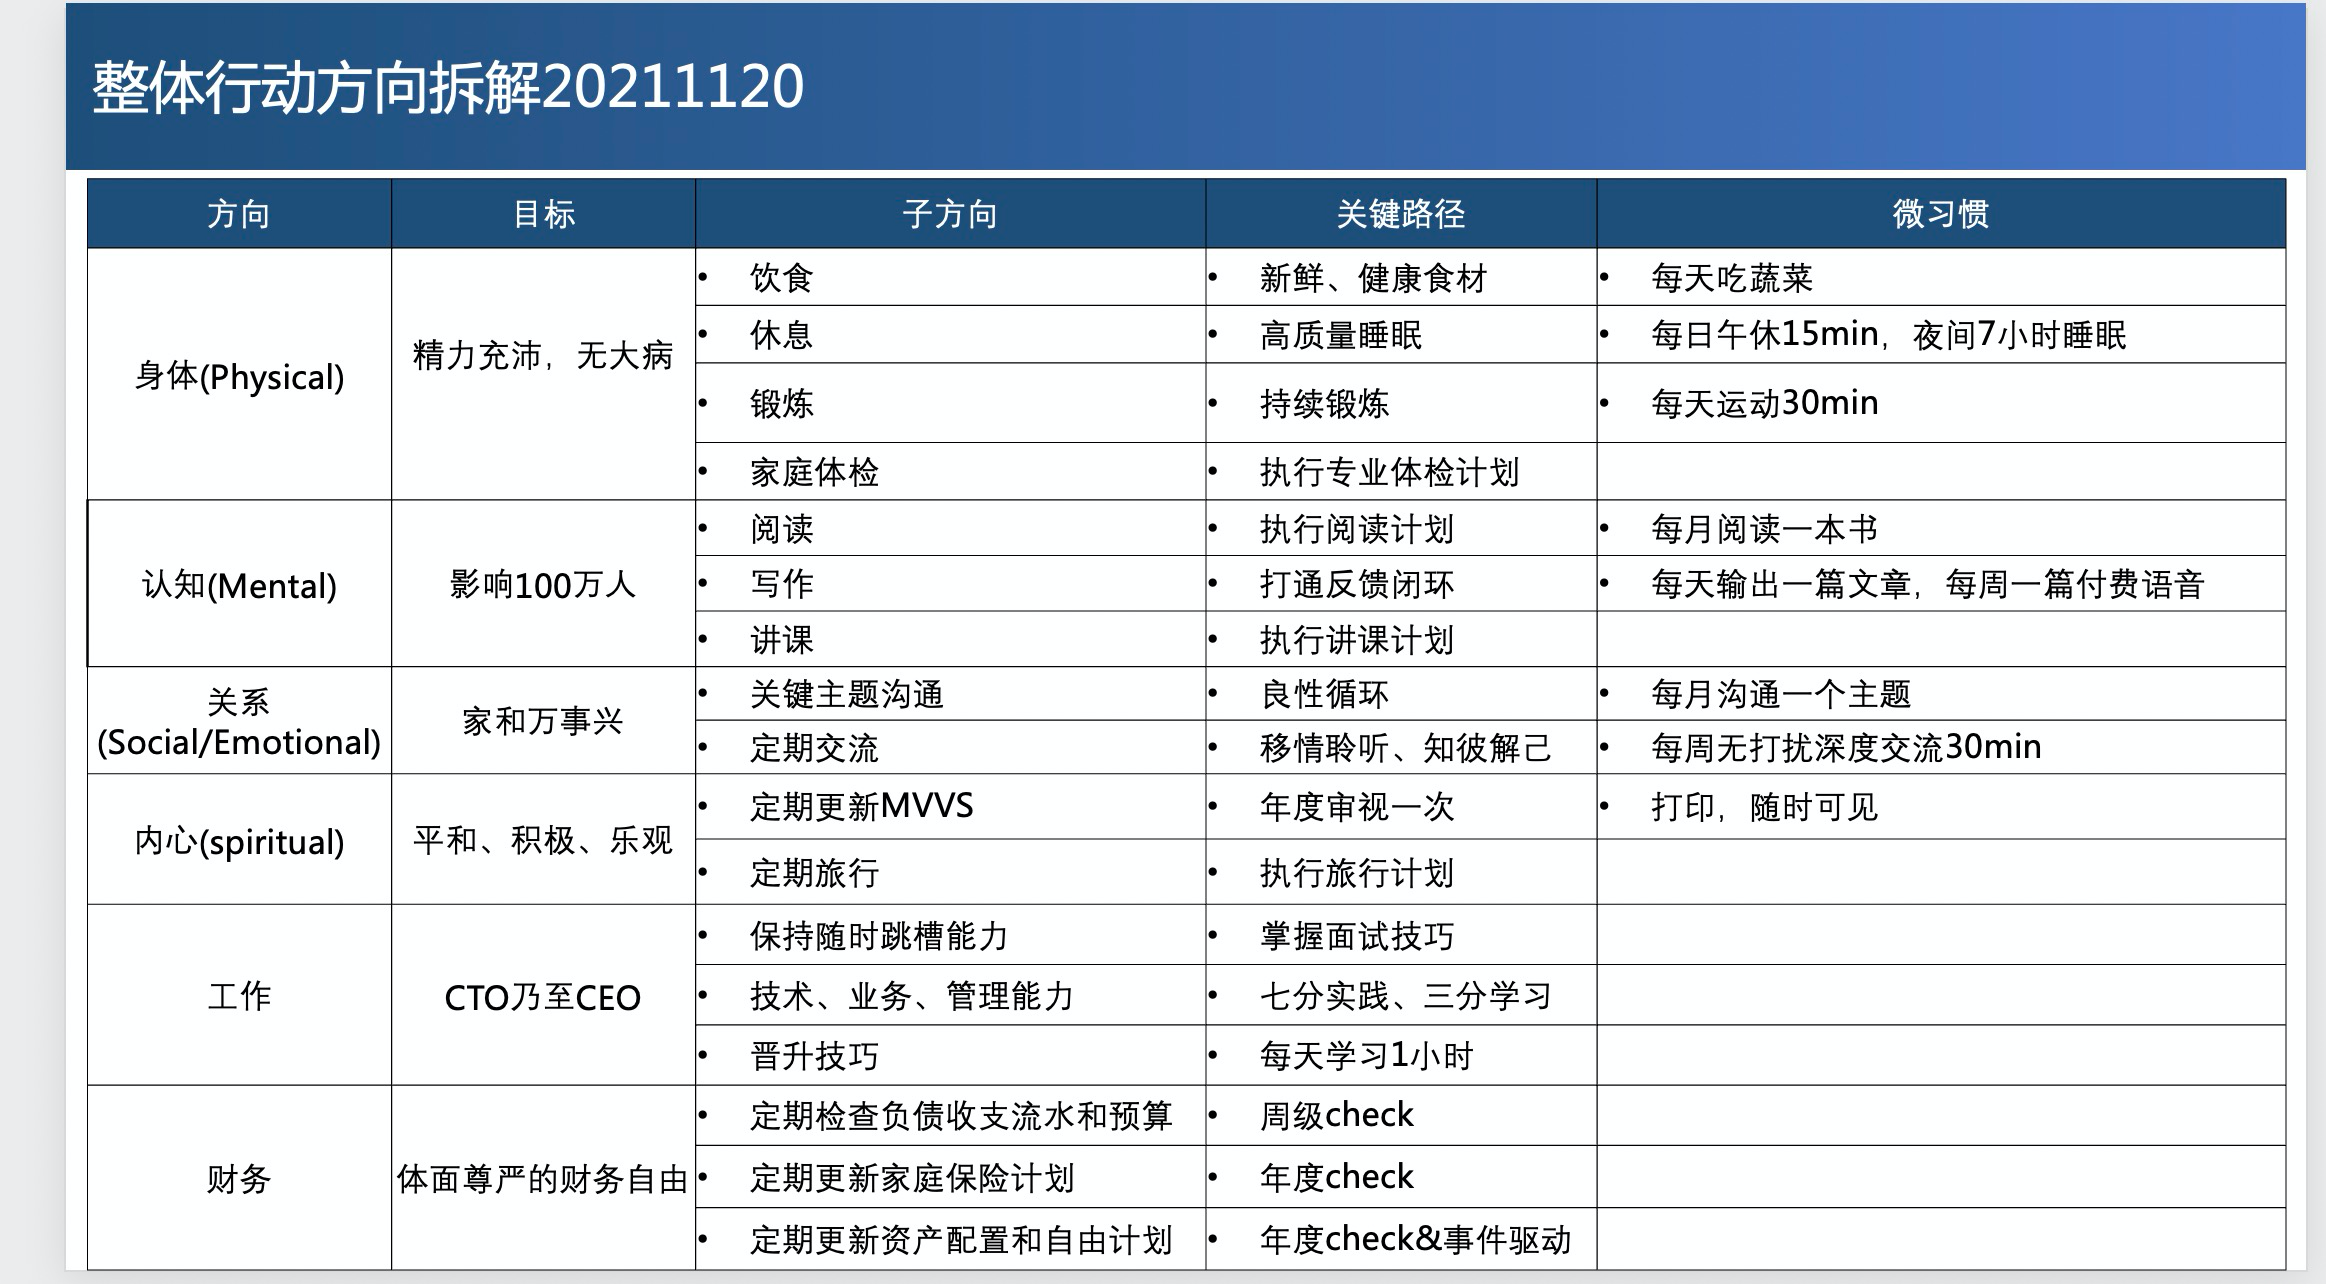 整体行动方向拆解20211120
方向 目标 子方向 关键路径 微习惯
身体(Physical) 精力充沛，无大病
• 饮食 • 新鲜、健康食材 • 每天吃蔬菜
• 休息 • 高质量睡眠 • 每日午休15min，夜间7小时睡眠
• 锻炼 • 持续锻炼 • 每天运动30min
• 家庭体检 • 执行专业体检计划
认知(Mental) 影响100万人
• 阅读 • 执行阅读计划 • 每月阅读一本书
• 写作 • 打通反馈闭环 • 每天输出一篇文章，每周一篇付费语音
• 讲课 • 执行讲课计划
关系
(Social/Emotional) 家和万事兴
• 关键主题沟通 • 良性循环 • 每月沟通一个主题
• 定期交流 • 移情聆听、知彼解己 • 每周无打扰深度交流30min
内心(spiritual) 平和、积极、乐观
• 定期更新MVVS • 年度审视一次 • 打印，随时可见
• 定期旅行 • 执行旅行计划
工作 CTO乃至CEO
• 保持随时跳槽能力 • 掌握面试技巧
• 技术、业务、管理能力 • 七分实践、三分学习
• 晋升技巧 • 每天学习1小时
财务 体面尊严的财务自由
• 定期检查负债收支流水和预算 • 周级check
• 定期更新家庭保险计划 • 年度check
• 定期更新资产配置和自由计划 • 年度check&事件驱动